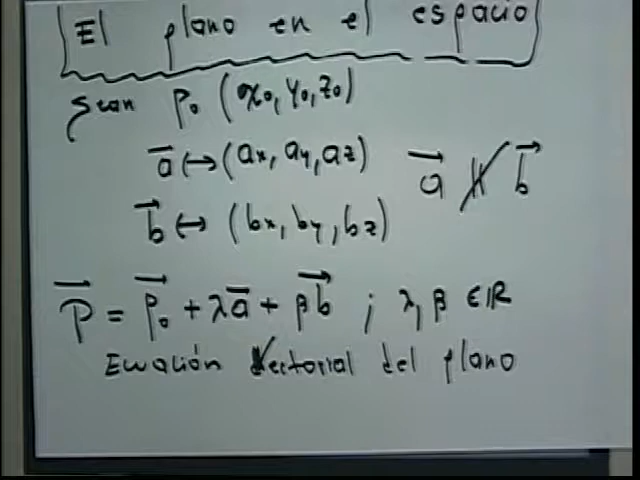 El plano en el espacio
Sean P₀ (x₀, y₀, z₀)
a⃗ ↔ (ax, ay, az) a⃗ ∦ b⃗
b⃗ ↔ (bx, by, bz)
P⃗ = P⃗₀ + λa⃗ + βb⃗ ; λ, β ∈ ℝ
Ecuación Vectorial del plano